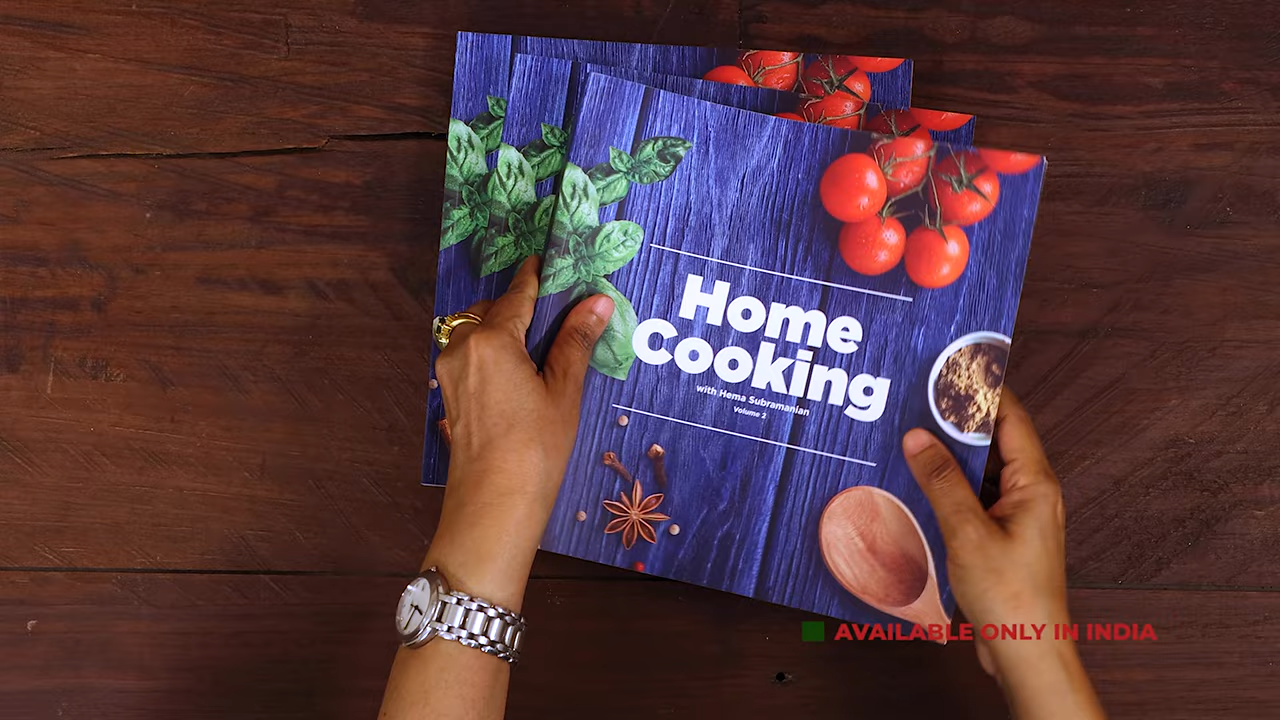 Home
Cooking
with Hema Subramanian
Volume 2
AVAILABLE ONLY IN INDIA